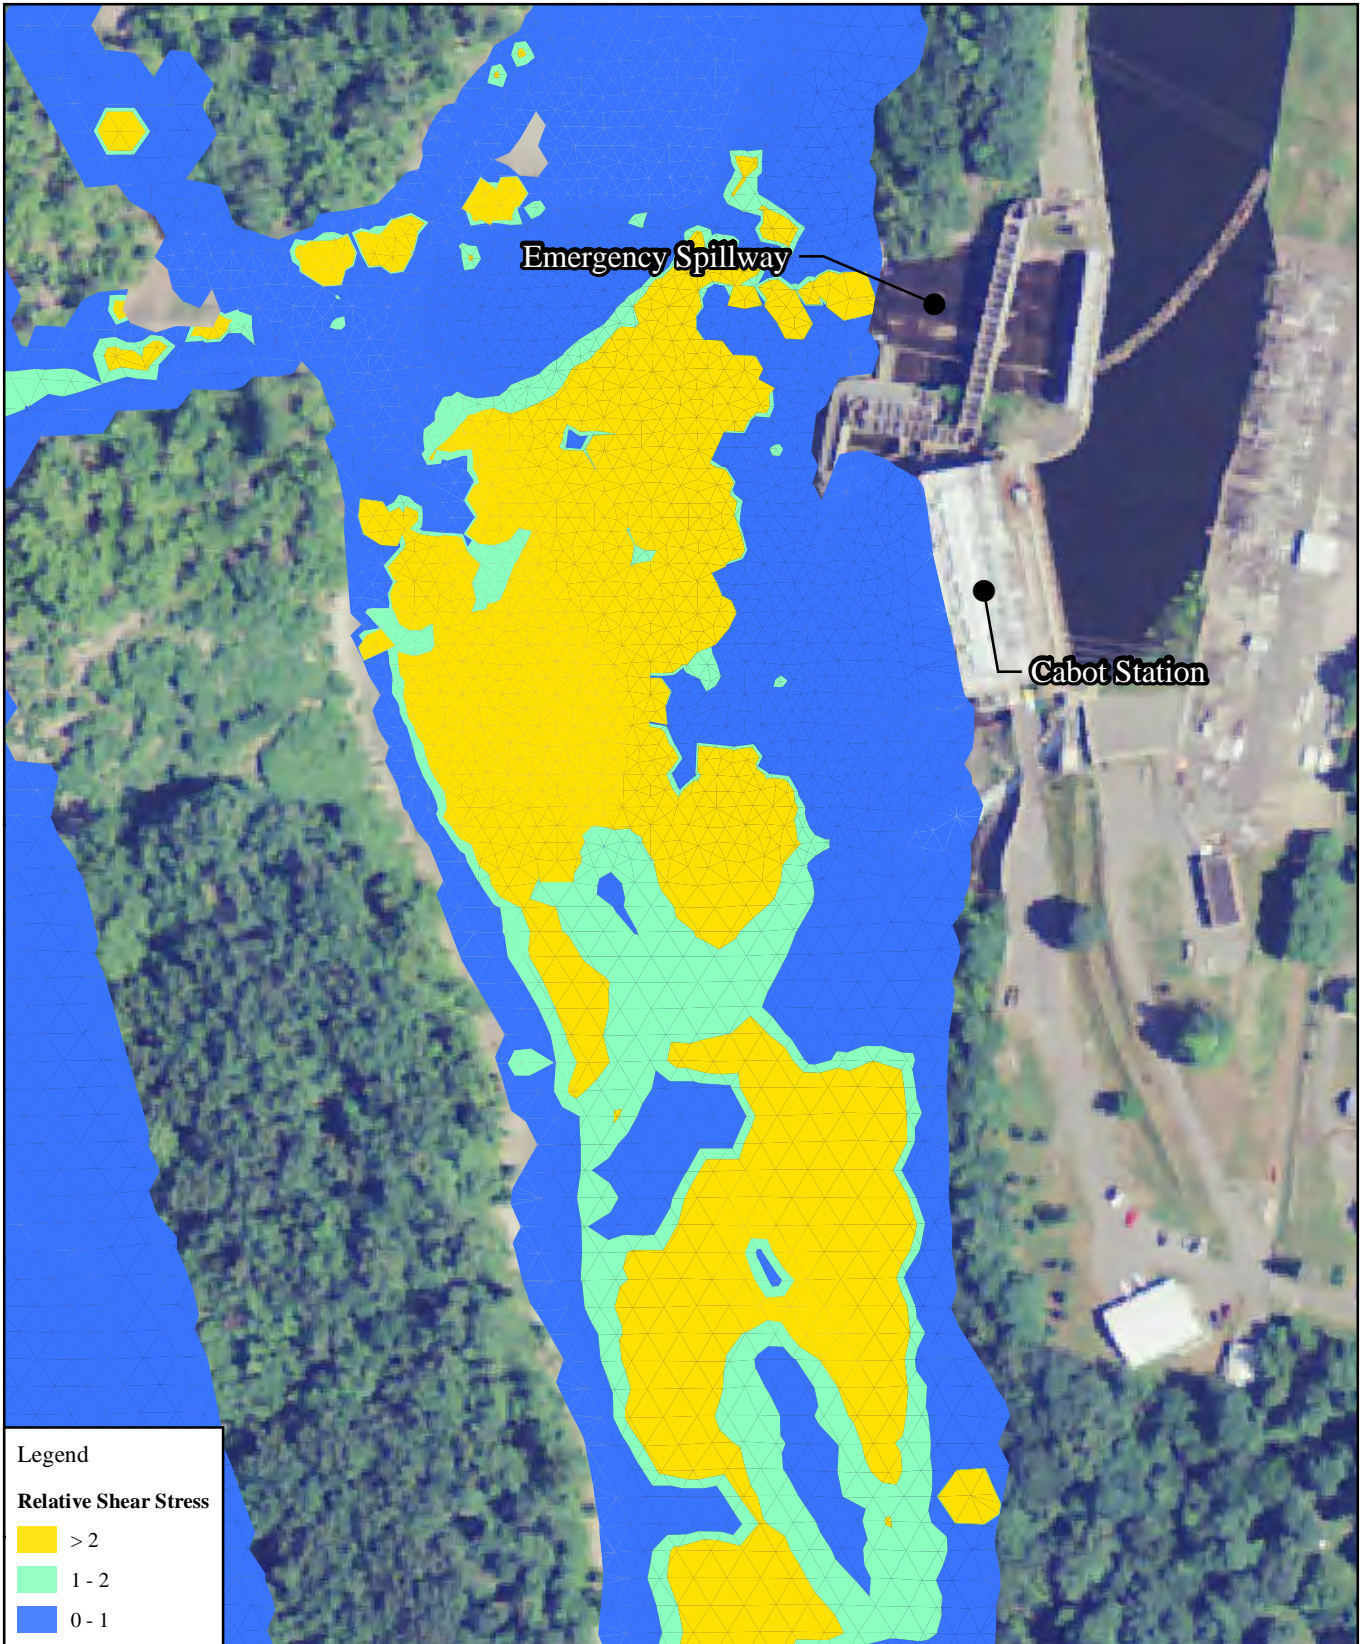 Emergency Spillway
Cabot Station
Legend
Relative Shear Stress
> 2
1 - 2
0 - 1